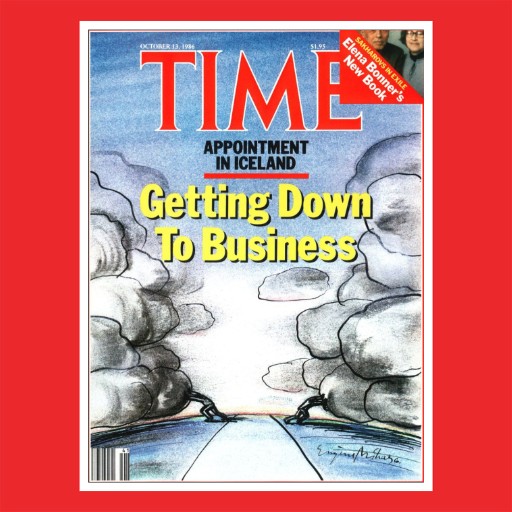 OCTOBER 13, 1986
$1.95
TIME
SAKHAROVS IN EXILE
Elena Bonner's
New Book
APPOINTMENT
IN ICELAND
Getting Down
To Business